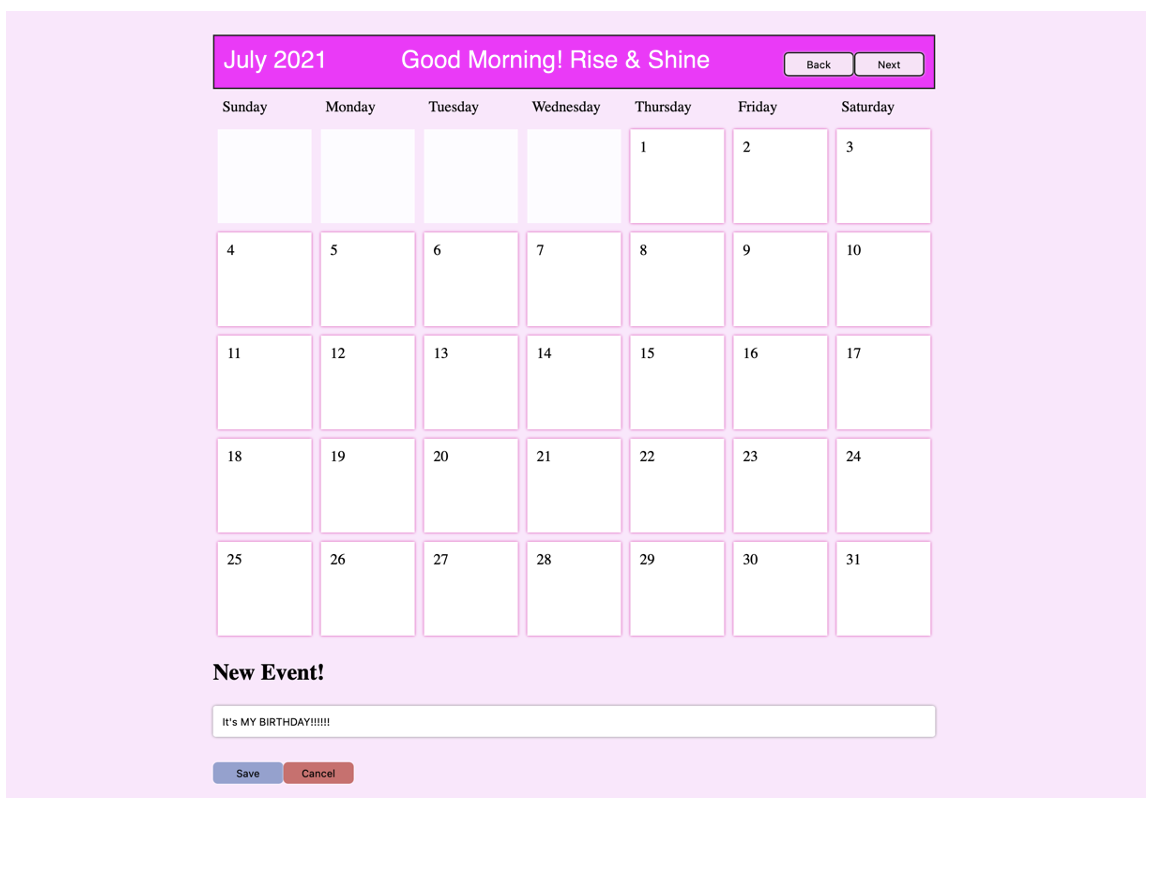 July 2021 Good Morning! Rise & Shine Back Next
Sunday Monday Tuesday Wednesday Thursday Friday Saturday
1 2 3
4 5 6 7 8 9 10
11 12 13 14 15 16 17
18 19 20 21 22 23 24
25 26 27 28 29 30 31
New Event!
It's MY BIRTHDAY!!!!!!
Save Cancel